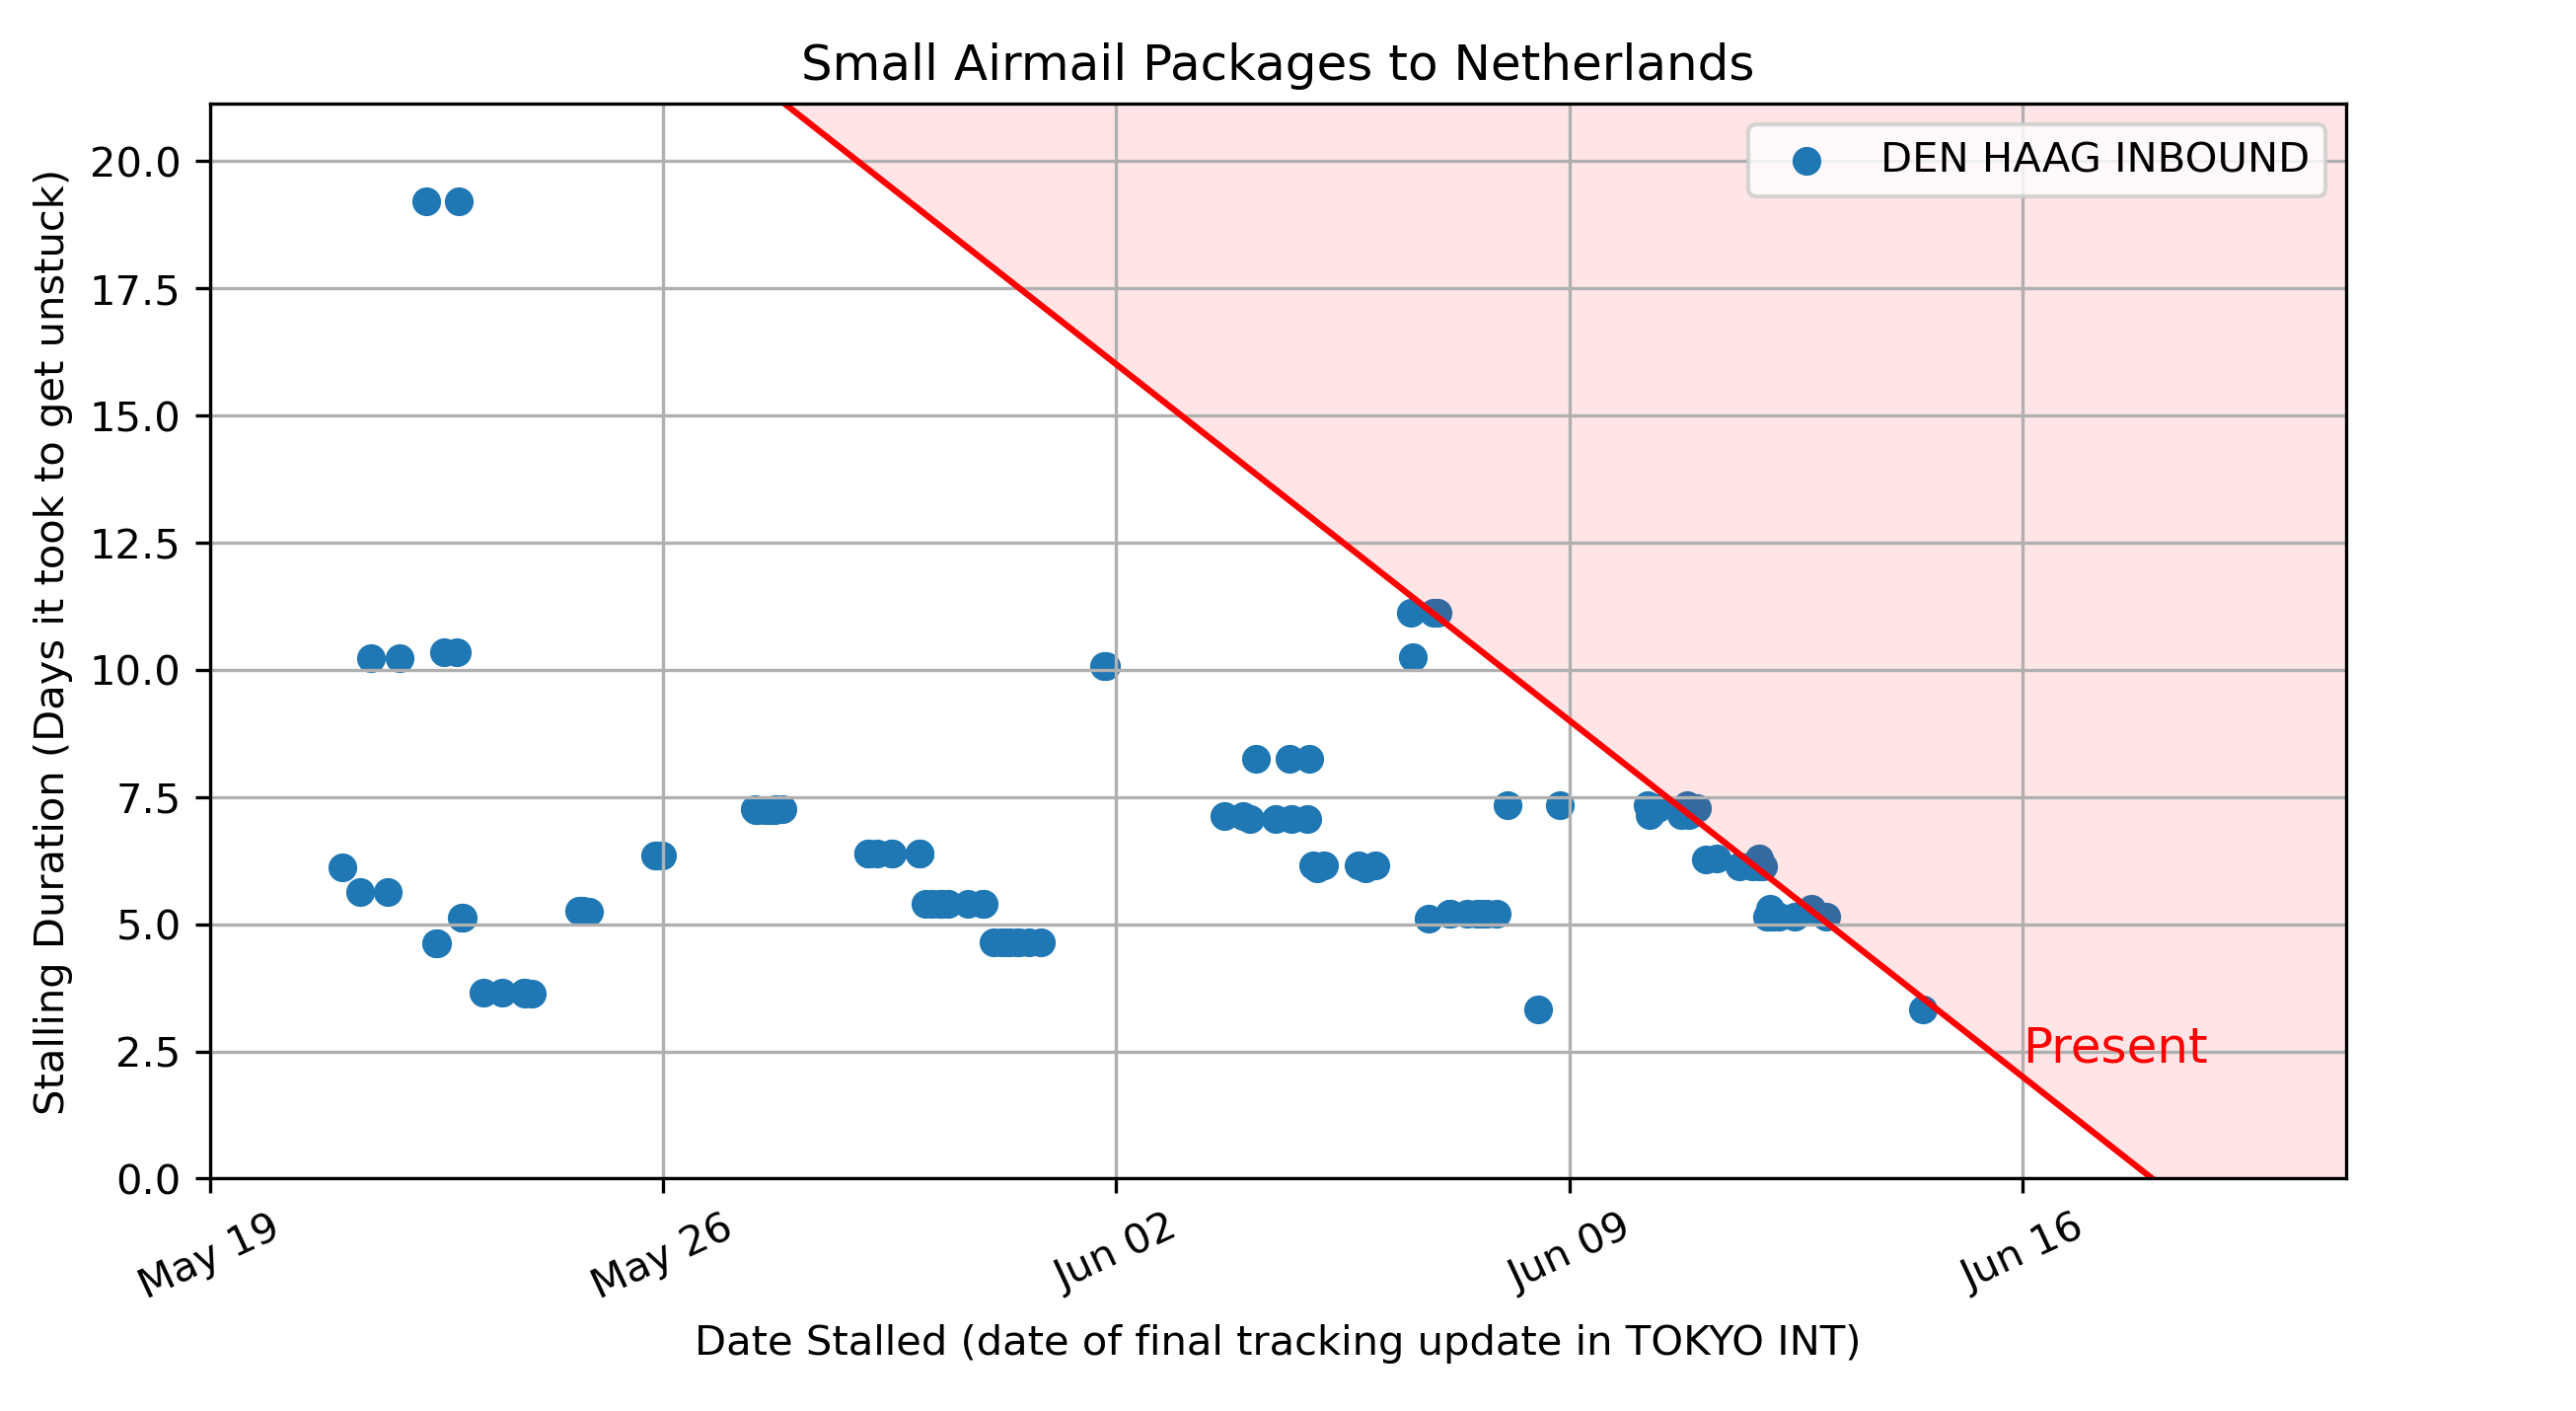 Small Airmail Packages to Netherlands
DEN HAAG INBOUND
Stalling Duration (Days it took to get unstuck)
20.0
17.5
15.0
12.5
10.0
7.5
5.0
2.5
0.0
Present
May 19
May 26
Jun 02
Jun 09
Jun 16
Date Stalled (date of final tracking update in TOKYO INT)